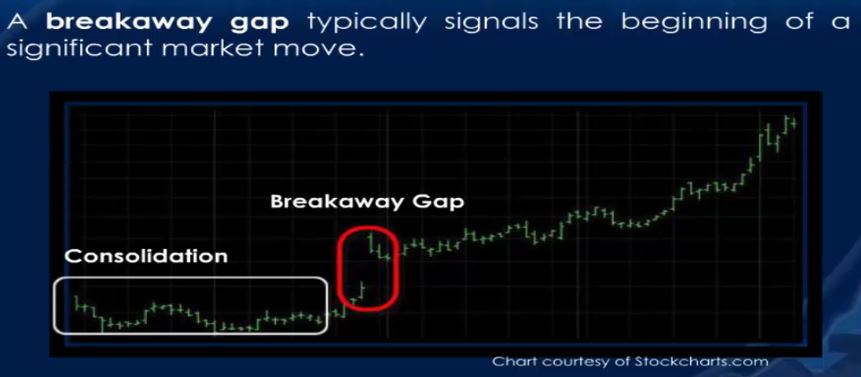 A breakaway gap typically signals the beginning of a
significant market move.
Breakaway Gap
Consolidation
Chart courtesy of Stockcharts.com